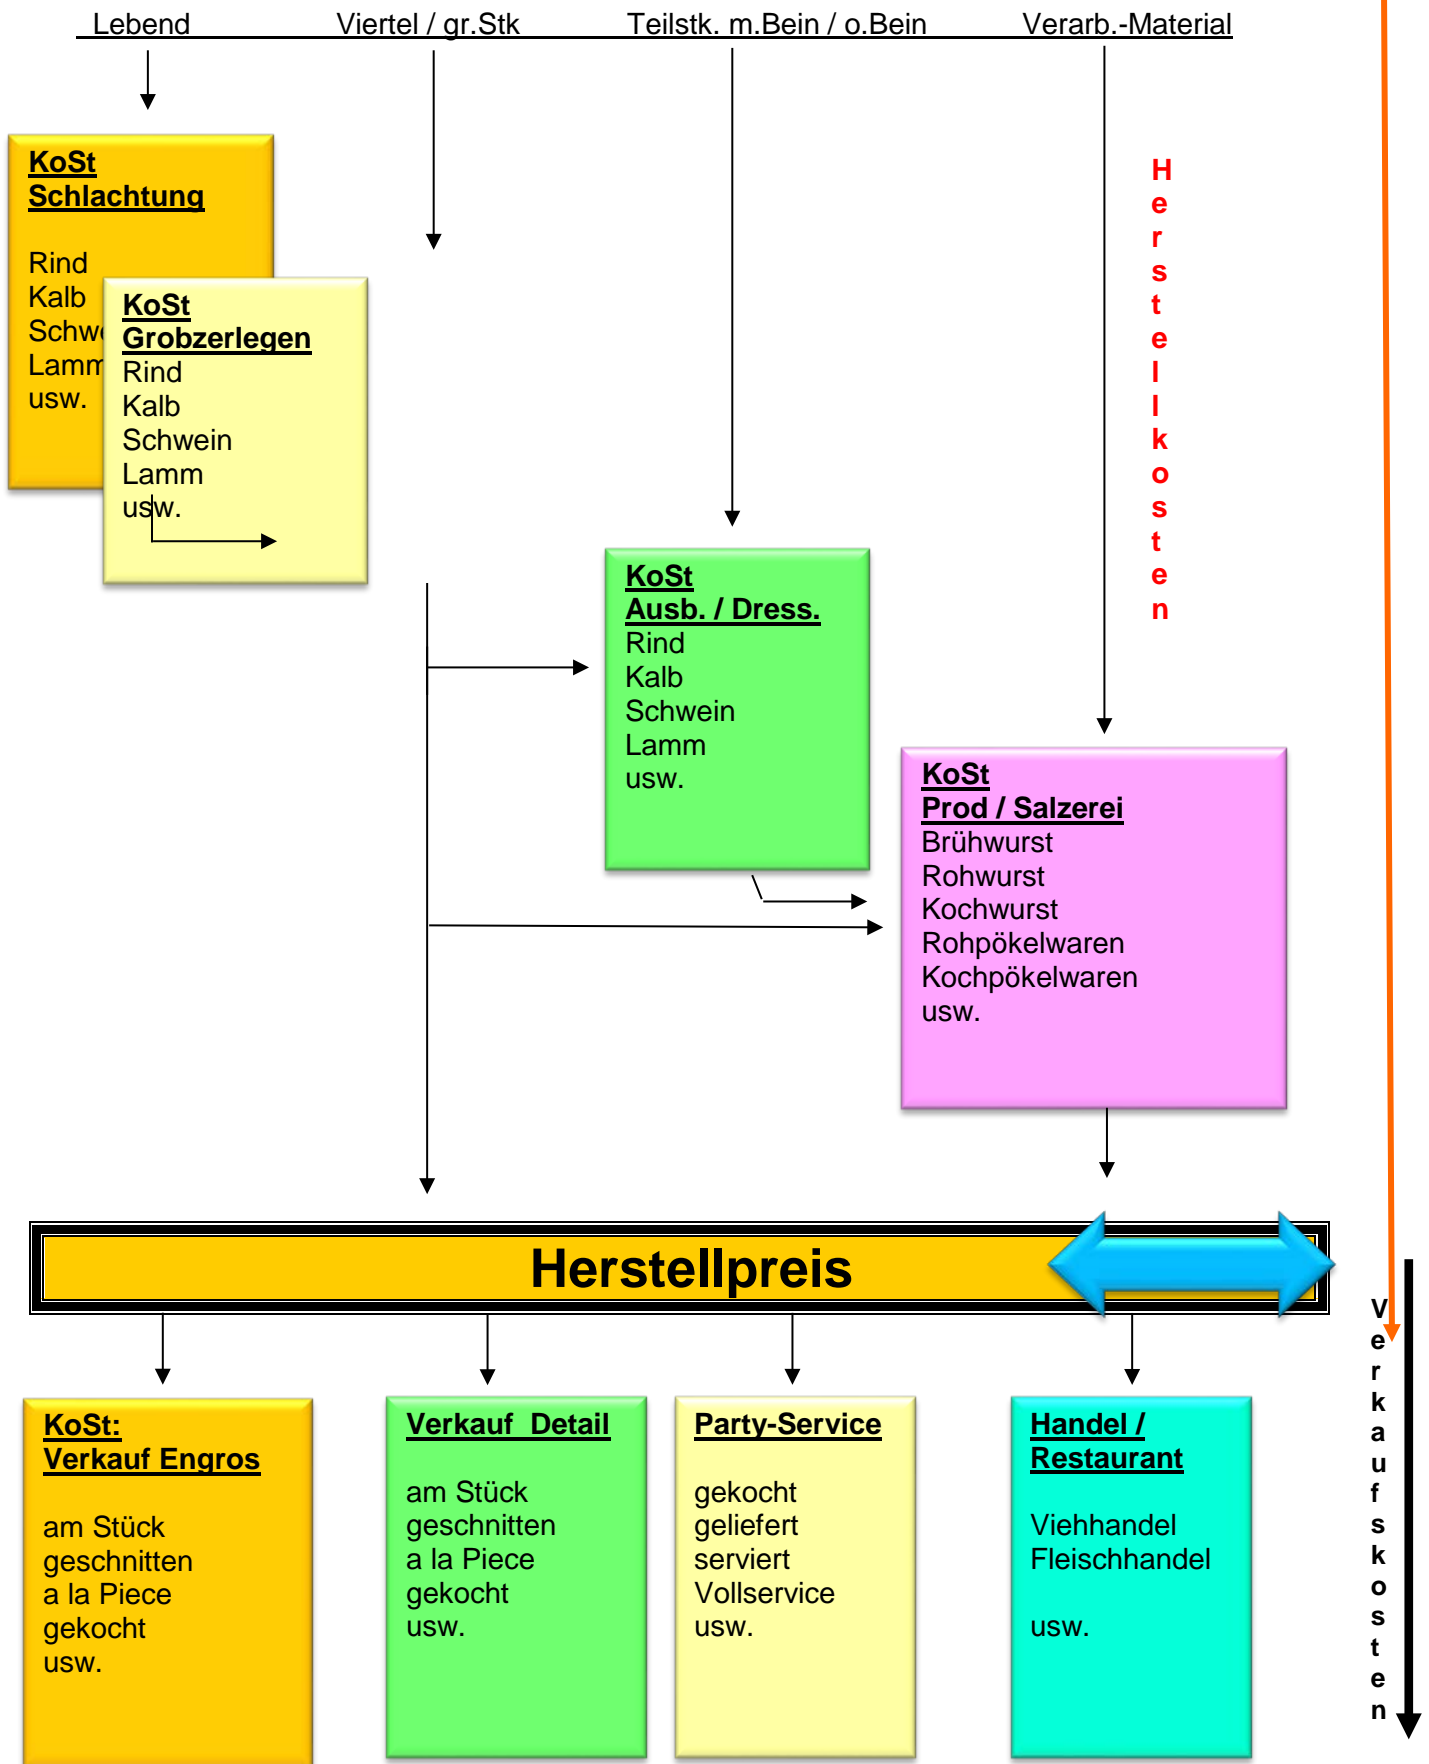 Lebend Viertel / gr.Stk Teilstk. m.Bein / o.Bein Verarb.-Material
KoSt
Schlachtung
Rind
Kalb
Schwe
Lamm
usw.
KoSt
Grobzerlegen
Rind
Kalb
Schwein
Lamm
usw.
Herstellkosten
KoSt
Ausb. / Dress.
Rind
Kalb
Schwein
Lamm
usw.
KoSt
Prod / Salzerei
Brühwurst
Rohwurst
Kochwurst
Rohpökelwaren
Kochpökelwaren
usw.
Herstellpreis
KoSt:
Verkauf Engros
am Stück
geschnitten
a la Piece
gekocht
usw.
Verkauf Detail
am Stück
geschnitten
a la Piece
gekocht
usw.
Party-Service
gekocht
geliefert
serviert
Vollservice
usw.
Handel /
Restaurant
Viehhandel
Fleischhandel
usw.
Verkaufskosten